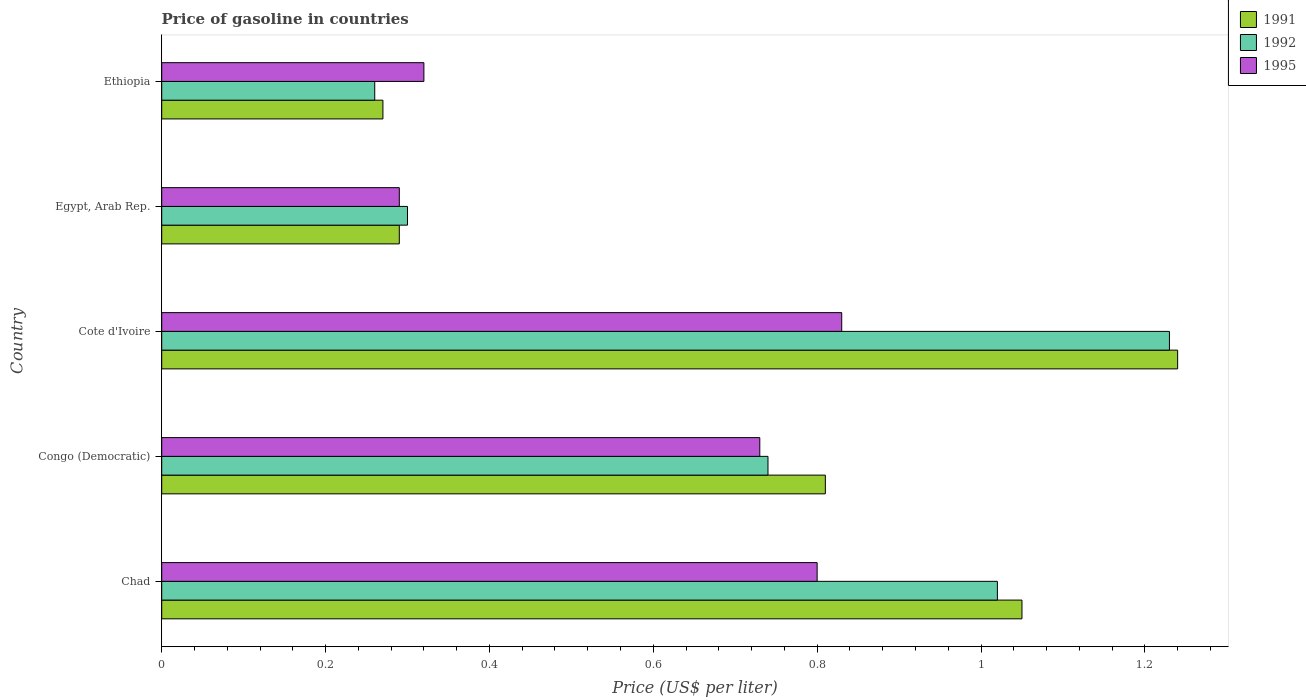 Price of gasoline in countries
1991
1992
1995
Ethiopia
Egypt, Arab Rep.
Cote d'Ivoire
Congo (Democratic)
Chad
Country
0
0.2
0.4
0.6
0.8
1
1.2
Price (US$ per liter)